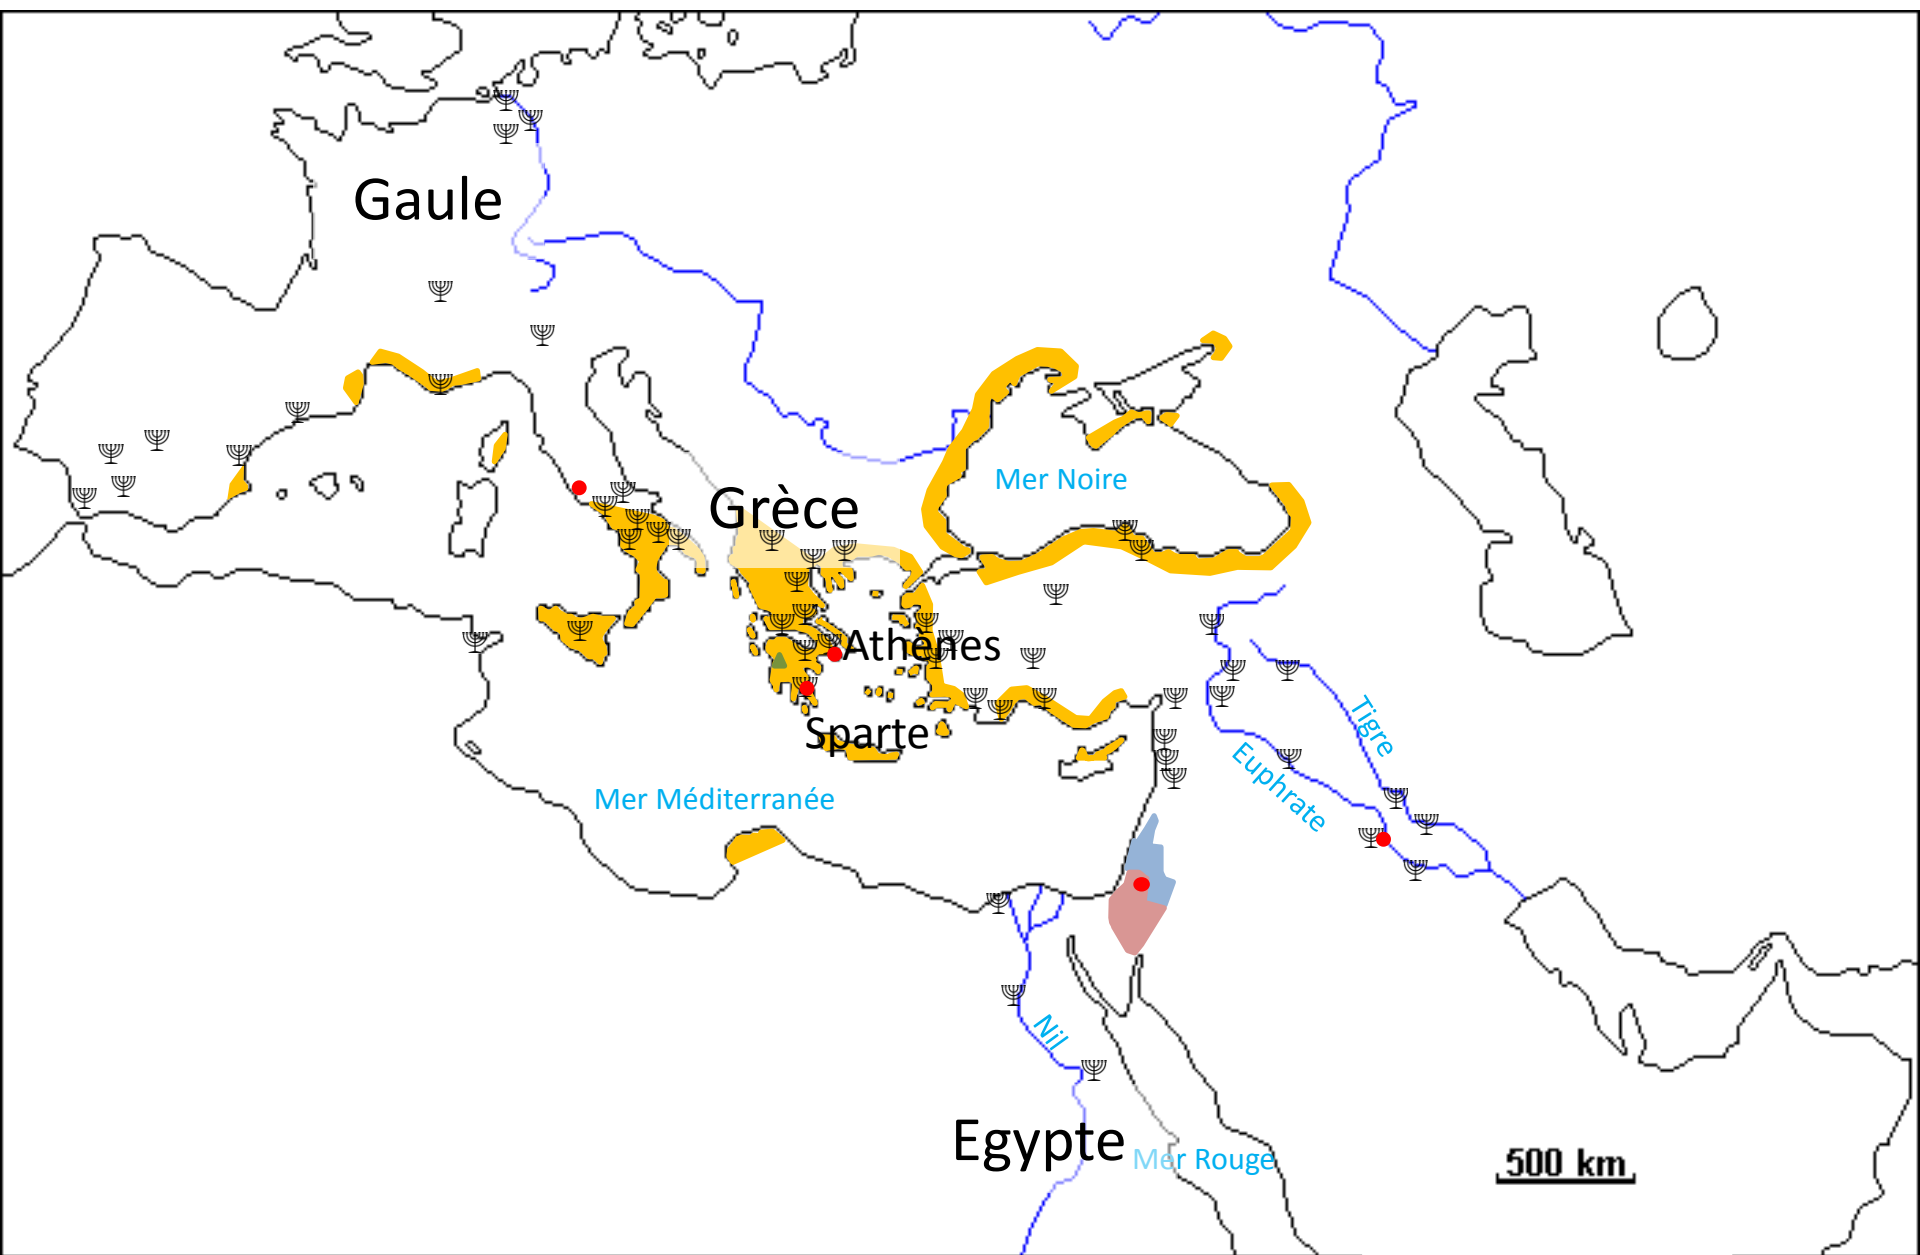 Gaule
Mer Noire
Grèce
Athènes
Sparte
Tigre
Euphrate
Mer Méditerranée
Nil
Egypte
Mer Rouge
500 km